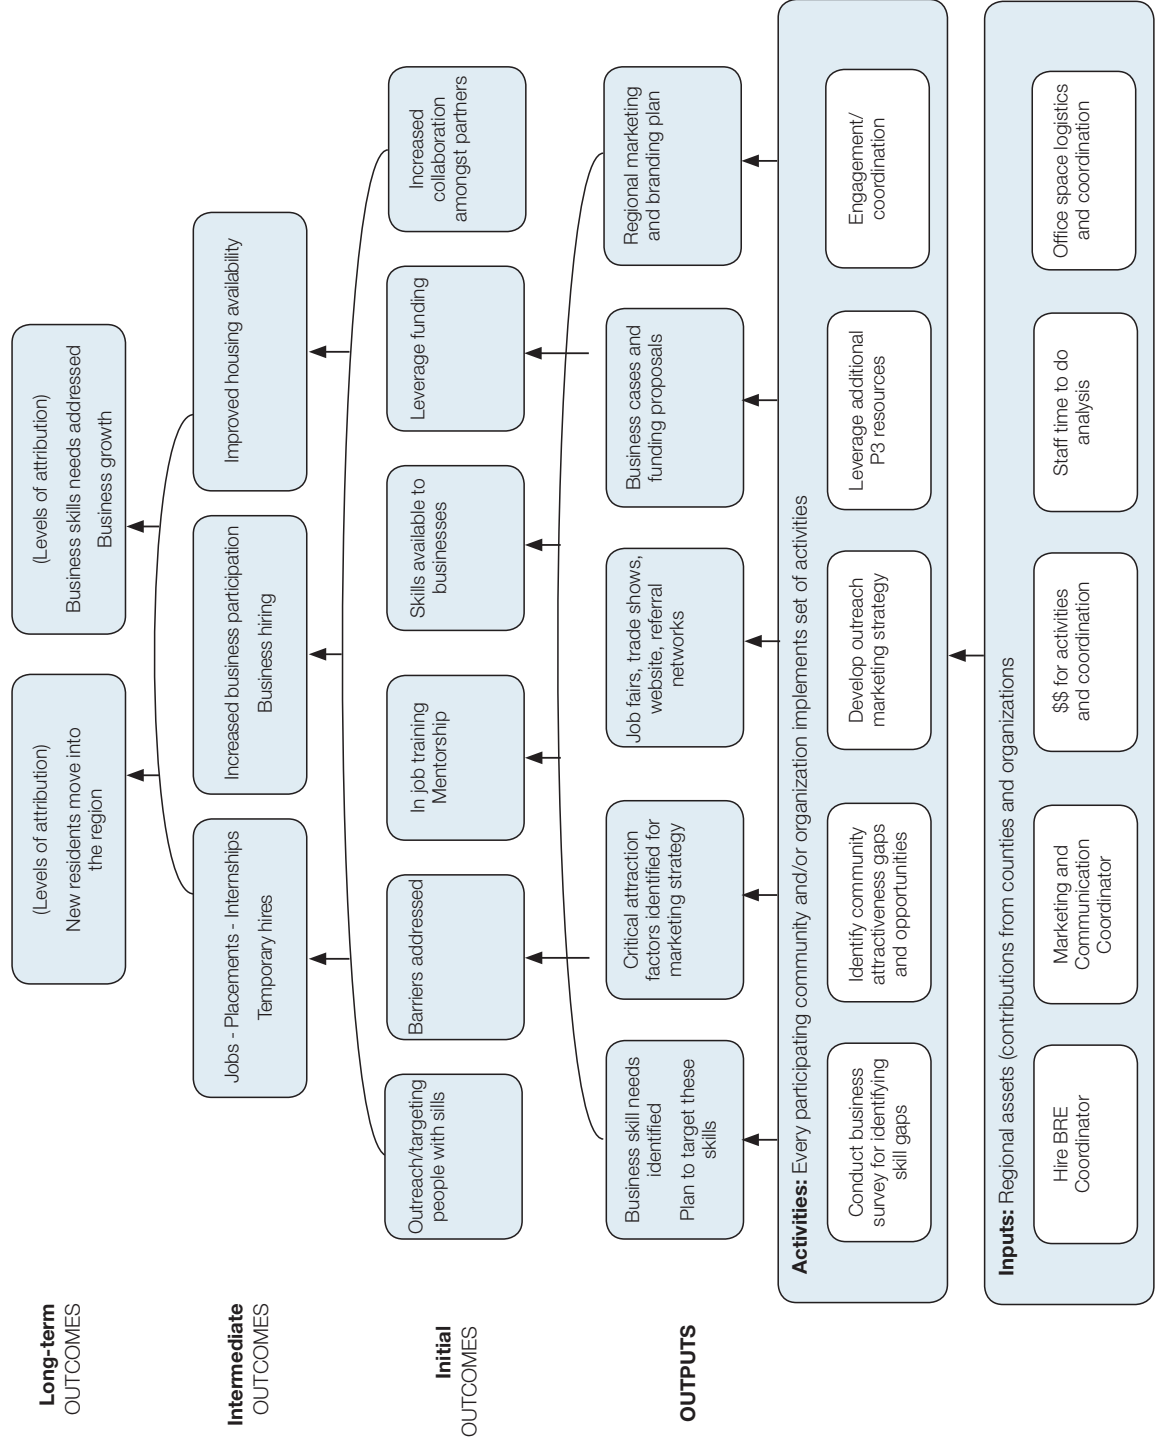 Long-term
OUTCOMES
(Levels of attribution)
New residents move into
the region
(Levels of attribution)
Business skills needs addressed
Business growth
Intermediate
OUTCOMES
Jobs - Placements - Internships
Temporary hires
Increased business participation
Business hiring
Improved housing availability
Initial
OUTCOMES
Outreach/targeting
people with sills
Barriers addressed
In job training
Mentorship
Skills available to
businesses
Leverage funding
Increased
collaboration
amongst partners
OUTPUTS
Business skill needs
identified
Plan to target these
skills
Critical attraction
factors identified for
marketing strategy
Job fairs, trade shows,
website, referral
networks
Business cases and
funding proposals
Regional marketing
and branding plan
Activities: Every participating community and/or organization implements set of activities
Conduct business
survey for identifying
skill gaps
Identify community
attractiveness gaps
and opportunities
Develop outreach
marketing strategy
Leverage additional
P3 resources
Engagement/
coordination
Inputs: Regional assets (contributions from counties and organizations
Hire BRE
Coordinator
Marketing and
Communication
Coordinator
$$ for activities
and coordination
Staff time to do
analysis
Office space logistics
and coordination